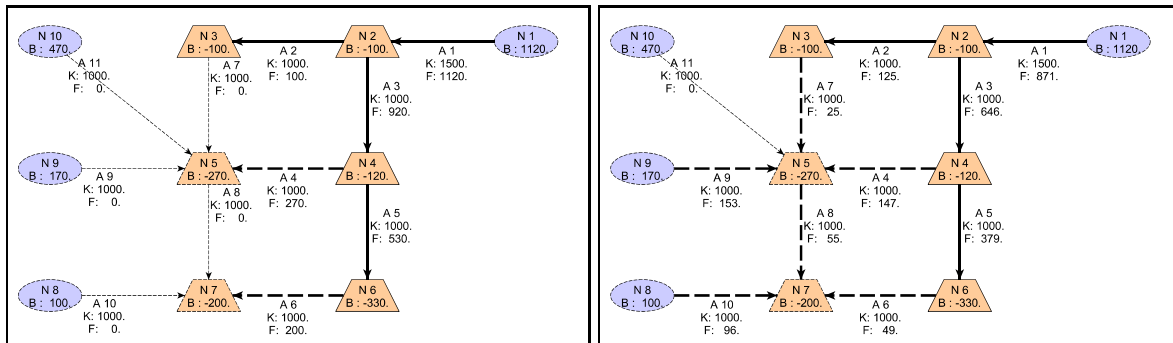 N 10
B : 470.
N 3
B : -100.
N 2
B : -100.
N 1
B : 1120.
A 1
K: 1500.
F: 1120.
A 2
K: 1000.
F: 100.
A 11
K: 1000.
F: 0.
A 7
K: 1000.
F: 0.
A 3
K: 1000.
F: 920.
N 9
B : 170.
N 5
B : -270.
N 4
B : -120.
A 9
K: 1000.
F: 0.
A 8
K: 1000.
F: 0.
A 4
K: 1000.
F: 270.
A 5
K: 1000.
F: 530.
N 8
B : 100.
N 7
B : -200.
N 6
B : -330.
A 10
K: 1000.
F: 0.
A 6
K: 1000.
F: 200.
N 10
B : 470.
N 3
B : -100.
N 2
B : -100.
N 1
B : 1120.
A 1
K: 1500.
F: 871.
A 2
K: 1000.
F: 125.
A 11
K: 1000.
F: 0.
A 7
K: 1000.
F: 25.
A 3
K: 1000.
F: 646.
N 9
B : 170.
N 5
B : -270.
N 4
B : -120.
A 9
K: 1000.
F: 153.
A 4
K: 1000.
F: 147.
A 8
K: 1000.
F: 55.
A 5
K: 1000.
F: 379.
N 8
B : 100.
N 7
B : -200.
N 6
B : -330.
A 10
K: 1000.
F: 96.
A 6
K: 1000.
F: 49.